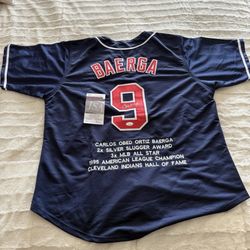 BAERGA
9
CARLOS OBED ORTIZ BAERGA
2x SILVER SLUGGER AWARD
3x MLB ALL STAR
1995 AMERICAN LEAGUE CHAMPION
CLEVELAND INDIANS HALL OF FAME